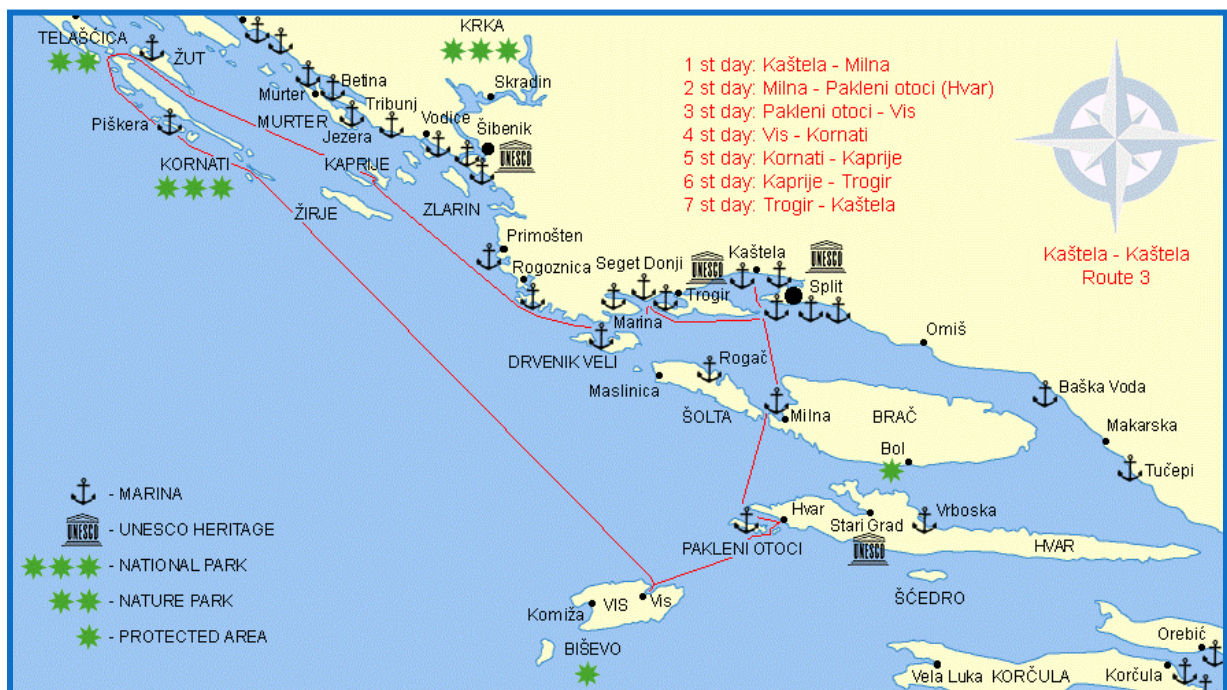 TELAŠĆICA
ŽUT
KRKA
Skradin
Betina
Murter
Tribunj
MURTER
Jezera
Vodice
Šibenik
UNESCO
Piškera
KORNATI
KAPRIJE
ŽIRJE
ZLARIN
1 st day: Kaštela - Milna
2 st day: Milna - Pakleni otoci (Hvar)
3 st day: Pakleni otoci - Vis
4 st day: Vis - Kornati
5 st day: Kornati - Kaprije
6 st day: Kaprije - Trogir
7 st day: Trogir - Kaštela
Kaštela - Kaštela
Route 3
Primošten
Rogoznica
Seget Donji
UNESCO
Kaštela
UNESCO
Trogir
Split
Marina
Omiš
DRVENIK VELI
Rogač
Maslinica
ŠOLTA
Milna
BRAČ
Bol
Baška Voda
Makarska
Tučepi
Hvar
Stari Grad
Vrboska
PAKLENI OTOCI
UNESCO
HVAR
ŠĆEDRO
VIS
Vis
Komiža
BIŠEVO
Orebić
Vela Luka
KORČULA
Korčula
- MARINA
UNESCO
- UNESCO HERITAGE
- NATIONAL PARK
- NATURE PARK
- PROTECTED AREA